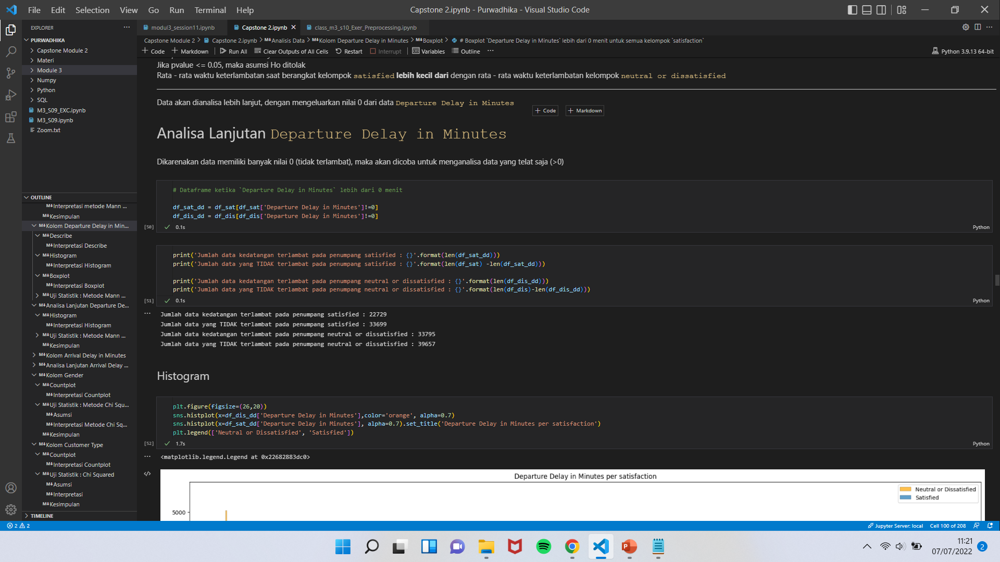 File Edit Selection View Go Run Terminal Help
Capstone 2.ipynb - Purwadhika - Visual Studio Code
EXPLORER
modul3_session11.ipynb
Capstone 2.ipynb
class_m3_s10_Exer_Preprocessing.ipynb
PURWADHIKA
Capstone Module 2
Materi
Module 3
Numpy
Python
SQL
M3_S09_EXC.ipynb
M3_S09.ipynb
Zoom.txt
OUTLINE
Interpretasi metode Mann ...
Kesimpulan
Kolom Departure Delay in Min...
Describe
Interpretasi Describe
Histogram
Interpretasi Histogram
Boxplot
Interpretasi Boxplot
Uji Statistik : Metode Mann ...
Analisa Lanjutan Departure De...
Histogram
Interpretasi Histogram
Uji Statistik : Metode Mann ...
Kesimpulan
Kolom Arrival Delay in Minutes
Analisa Lanjutan Arrival Delay ...
Kolom Gender
Countplot
Interpretasi Countplot
Uji Statistik : Metode Chi Squ...
Asumsi
Interpretasi Metode Chi Sq...
Kesimpulan
Kolom Customer Type
Countplot
Interpretasi Countplot
Uji Statistik : Chi Squared
Asumsi
Interpretasi
Kesimpulan
TIMELINE
Capstone Module 2 > Capstone 2.ipynb > Analisis Data > Kolom Departure Delay in Minutes > Boxplot > # Boxplot `Departure Delay in Minutes` lebih dari 0 menit untuk semua kelompok `satisfaction`
+ Code + Markdown Run All Clear Outputs of All Cells Restart Interrupt Variables Outline ...
Python 3.9.13 64-bit
Jika pvalue <= 0.05, maka asumsi Ho ditolak
Rata - rata waktu keterlambatan saat berangkat kelompok satisfied lebih kecil dari dengan rata - rata waktu keterlambatan kelompok neutral or dissatisfied
Data akan dianalisa lebih lanjut, dengan mengeluarkan nilai 0 dari data Departure Delay in Minutes
+ Code + Markdown
Analisa Lanjutan Departure Delay in Minutes
Dikarenakan data memiliki banyak nilai 0 (tidak terlambat), maka akan dicoba untuk menganalisa data yang telat saja (>0)
# Dataframe ketika `Departure Delay in Minutes` lebih dari 0 menit
df_sat_dd = df_sat[df_sat['Departure Delay in Minutes']!=0]
df_dis_dd = df_dis[df_dis['Departure Delay in Minutes']!=0]
[50] 0.1s Python
print('Jumlah data kedatangan terlambat pada penumpang satisfied : {}'.format(len(df_sat_dd)))
print('Jumlah data yang TIDAK terlambat pada penumpang satisfied : {}'.format(len(df_sat) -len(df_sat_dd)))
print('Jumlah data kedatangan terlambat pada penumpang neutral or dissatisfied : {}'.format(len(df_dis_dd)))
print('Jumlah data yang TIDAK terlambat pada penumpang neutral or dissatisfied : {}'.format(len(df_dis)-len(df_dis_dd)))
[51] 0.1s Python
Jumlah data kedatangan terlambat pada penumpang satisfied : 22729
Jumlah data yang TIDAK terlambat pada penumpang satisfied : 33699
Jumlah data kedatangan terlambat pada penumpang neutral or dissatisfied : 33795
Jumlah data yang TIDAK terlambat pada penumpang neutral or dissatisfied : 39657
Histogram
plt.figure(figsize=(26,20))
sns.histplot(x=df_dis_dd['Departure Delay in Minutes'],color='orange', alpha=0.7)
sns.histplot(x=df_sat_dd['Departure Delay in Minutes'], alpha=0.7).set_title('Departure Delay in Minutes per satisfaction')
plt.legend(['Neutral or Dissatisfied', 'Satisfied'])
[52] 1.7s Python
<matplotlib.legend.Legend at 0x22682883dc0>
Departure Delay in Minutes per satisfaction
Neutral or Dissatisfied
Satisfied
5000
2 2
Jupyter Server: local Cell 100 of 208
11:21
07/07/2022
2